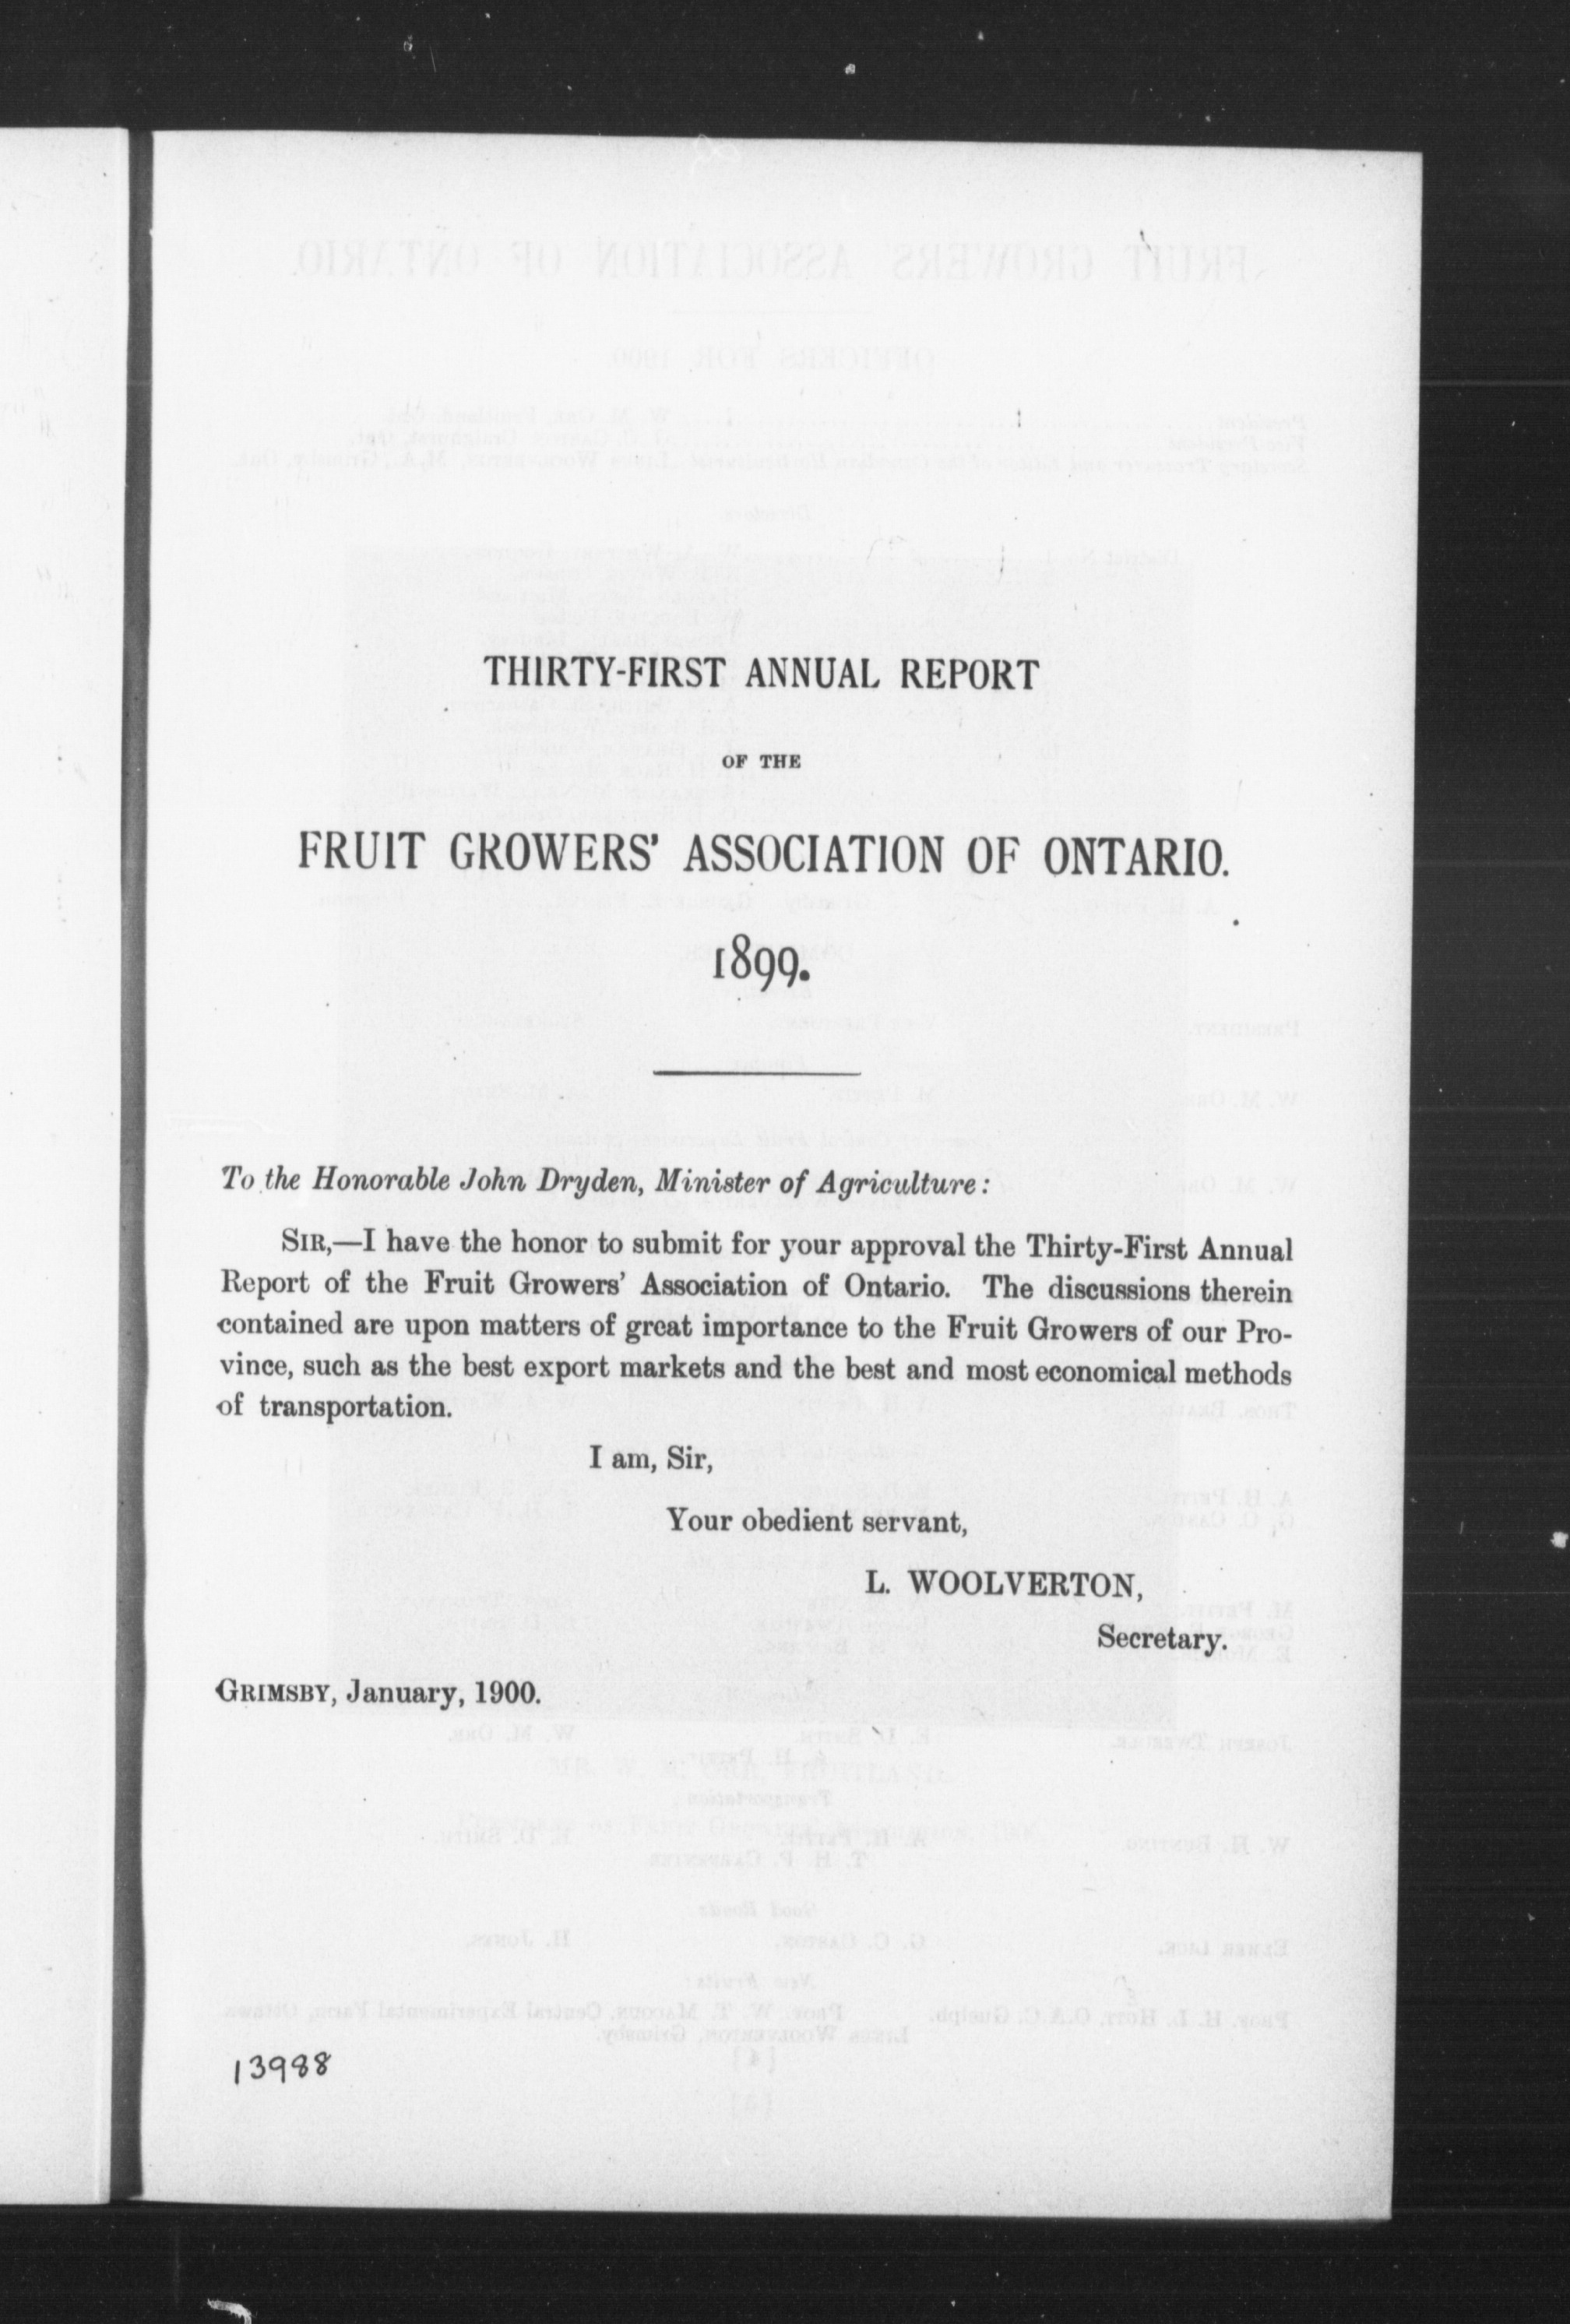 THIRTY-FIRST ANNUAL REPORT
OF THE
FRUIT GROWERS' ASSOCIATION OF ONTARIO.
1899.
To the Honorable John Dryden, Minister of Agriculture:
SIR,—I have the honor to submit for your approval the Thirty-First Annual
Report of the Fruit Growers' Association of Ontario. The discussions therein
contained are upon matters of great importance to the Fruit Growers of our Pro-
vince, such as the best export markets and the best and most economical methods
of transportation.
I am, Sir,
Your obedient servant,
L. WOOLVERTON,
Secretary.
GRIMSBY, January, 1900.
13988